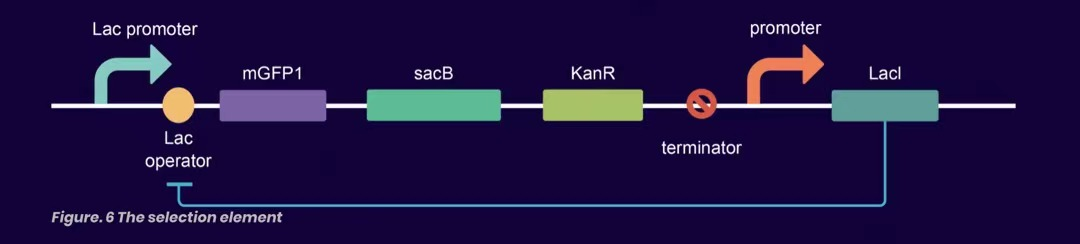 Lac promoter
promoter
mGFP1
sacB
KanR
LacI
Lac
operator
terminator
Figure. 6 The selection element